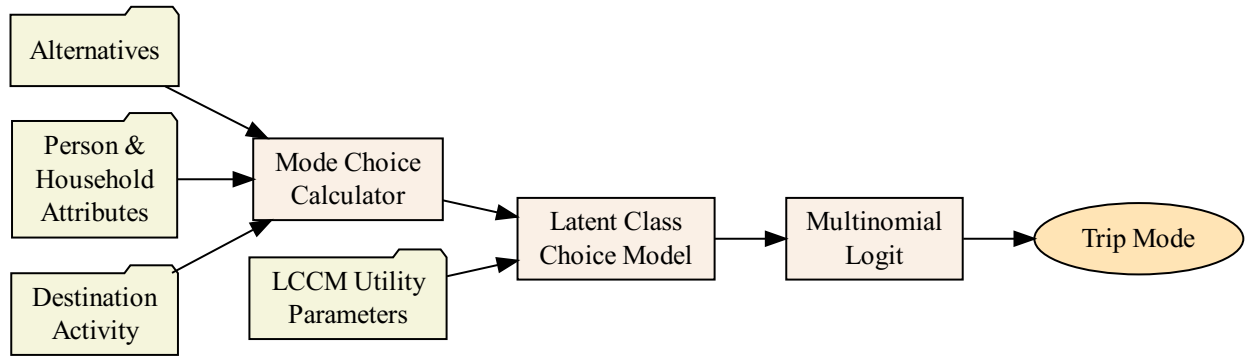 Alternatives
Person &
Household
Attributes
Destination
Activity
Mode Choice
Calculator
LCCM Utility
Parameters
Latent Class
Choice Model
Multinomial
Logit
Trip Mode